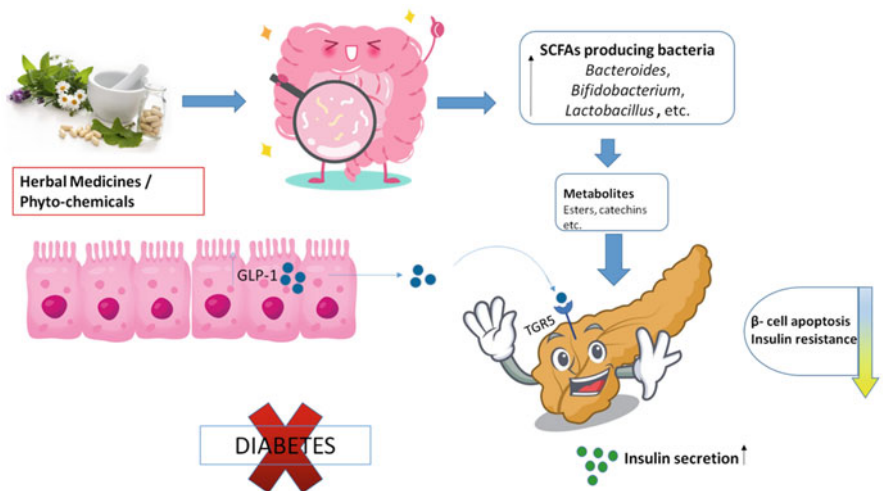 SCFAs producing bacteria
Bacteroides,
Bifidobacterium,
Lactobacillus, etc.
Herbal Medicines /
Phyto-chemicals
Metabolites
Esters, catechins
etc.
GLP-1
TGR5
β- cell apoptosis
Insulin resistance
DIABETES
Insulin secretion